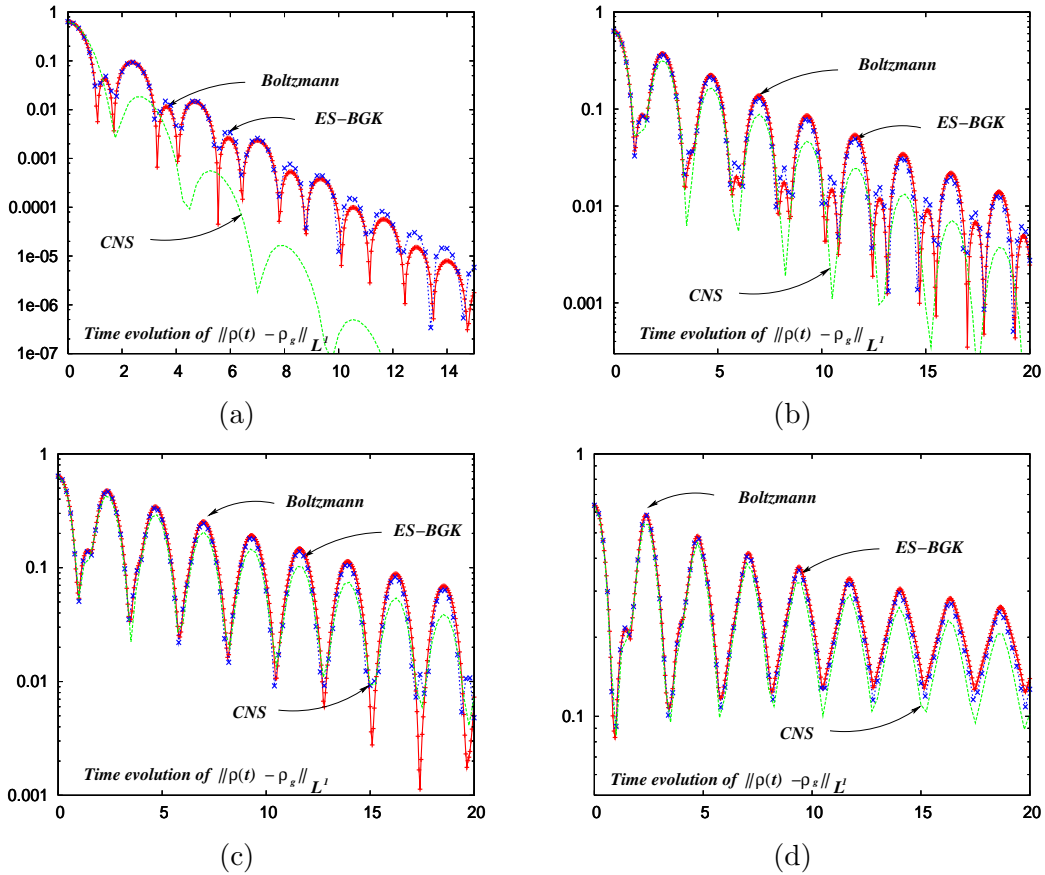 1
0.1
0.01
0.001
0.0001
1e-05
1e-06
1e-07
0 2 4 6 8 10 12 14
Boltzmann
ES−BGK
CNS
Time evolution of ||ρ(t) − ρg||L1
(a)
1
0.1
0.01
0.001
0 5 10 15 20
Boltzmann
ES−BGK
CNS
Time evolution of ||ρ(t) − ρg||L1
(b)
1
0.1
0.01
0.001
0 5 10 15 20
Boltzmann
ES−BGK
CNS
Time evolution of ||ρ(t) − ρg||L1
(c)
1
0.1
0 5 10 15 20
Boltzmann
ES−BGK
CNS
Time evolution of ||ρ(t) −ρg||L1
(d)